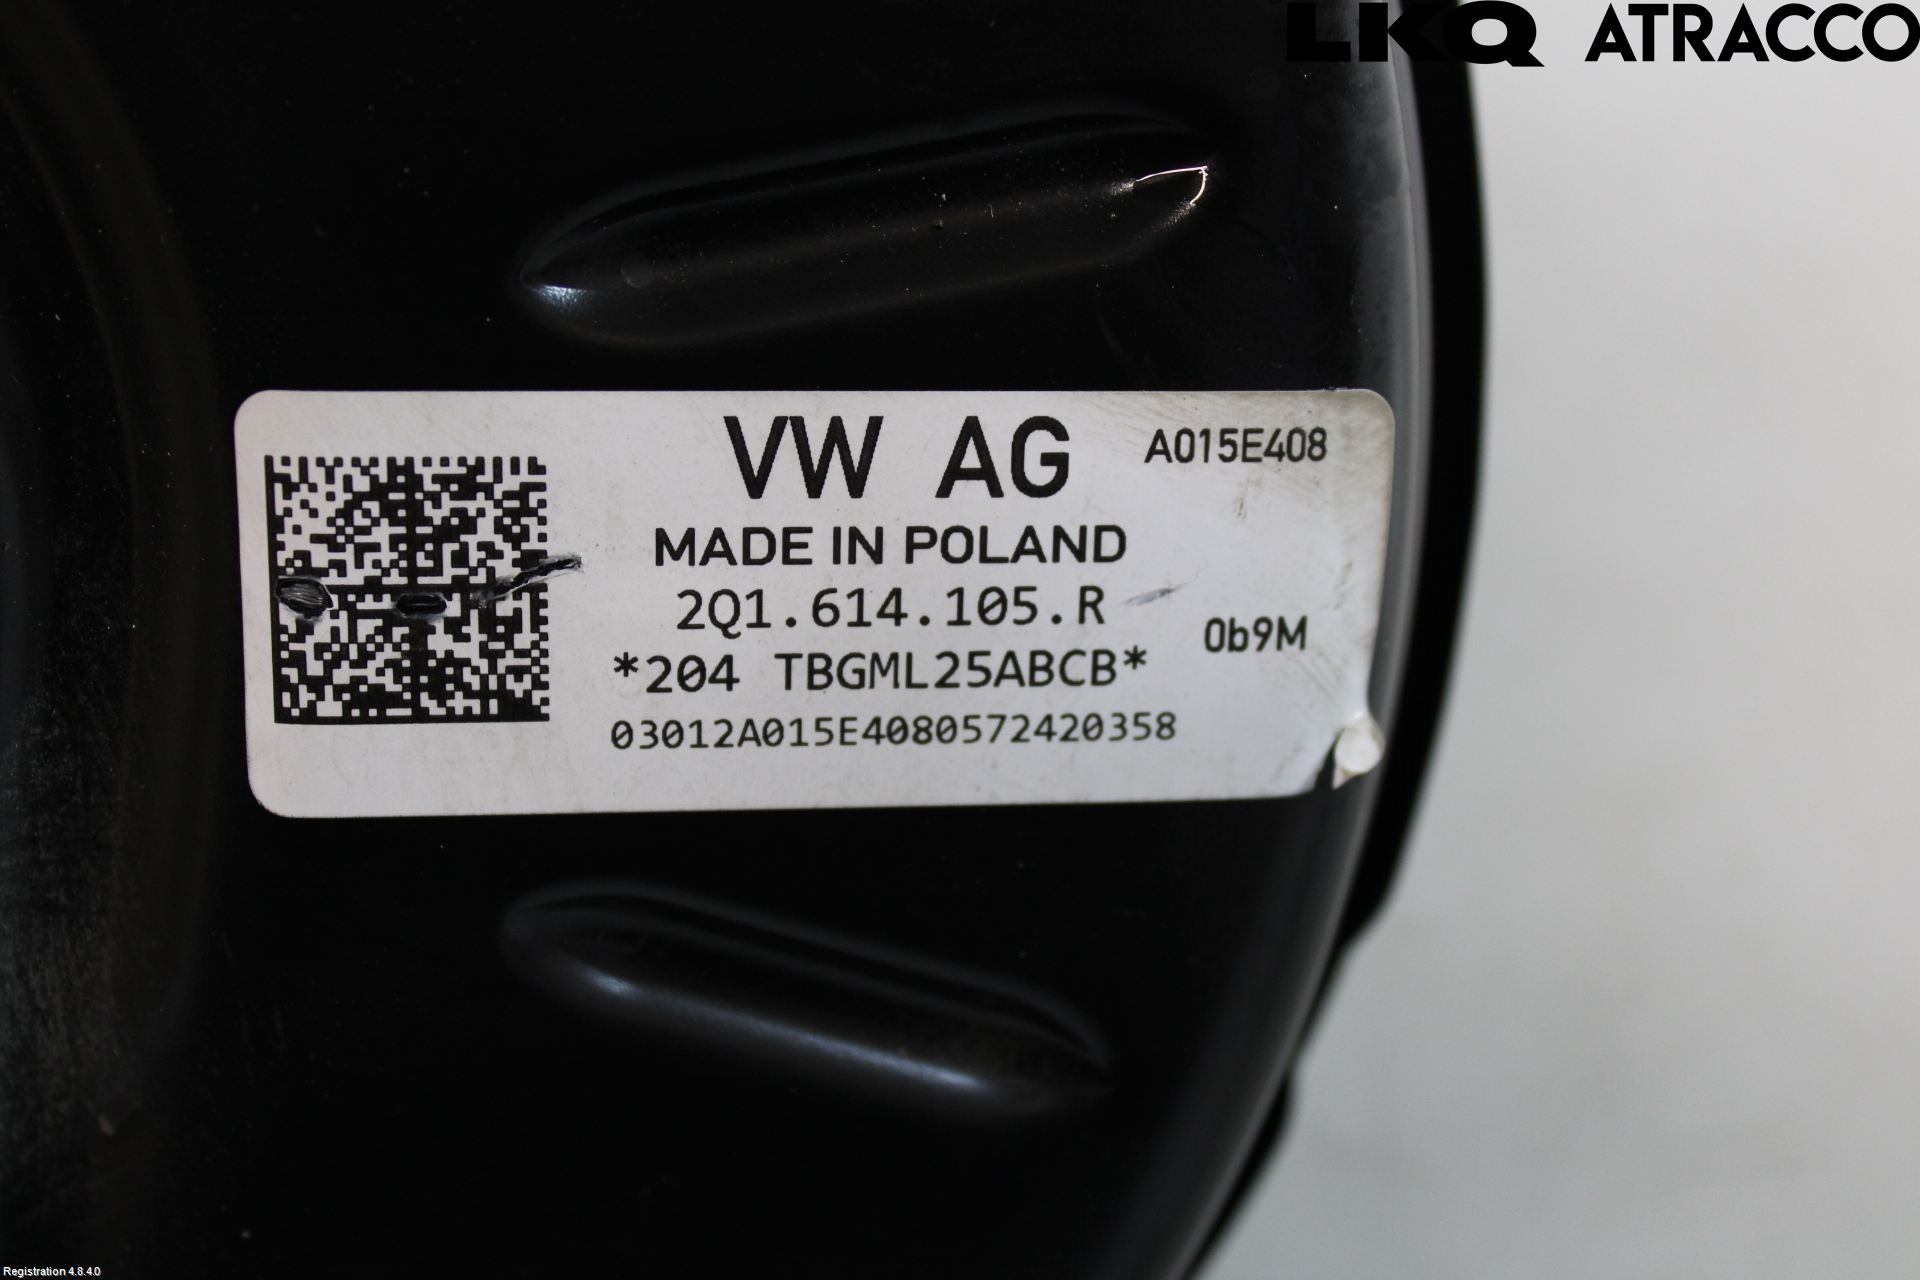 LKQ ATRACCO
VW AG
A015E408
MADE IN POLAND
2Q1.614.105.R
0b9M
*204 TBGML25ABCB*
03012A015E4080572420358
Registration 4.8.4.0